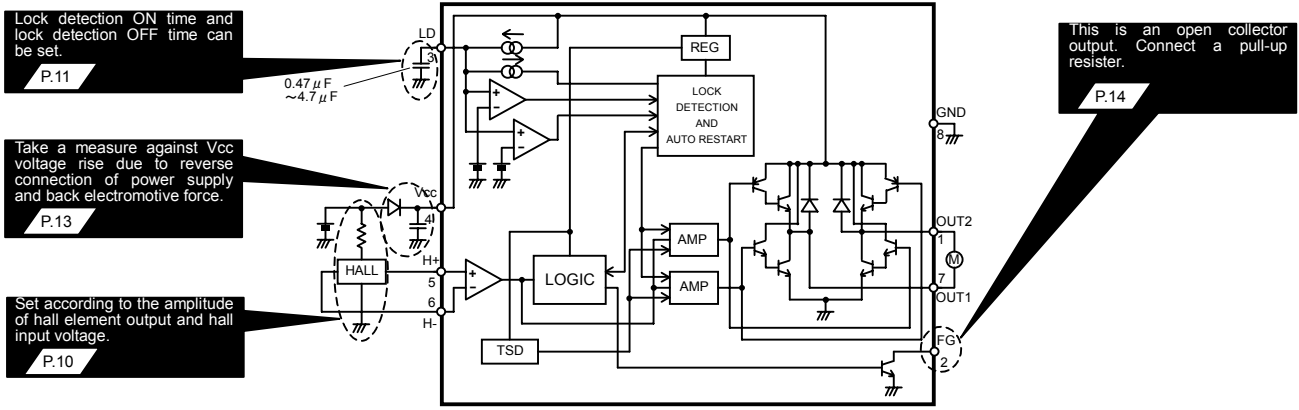 Lock detection ON time and
lock detection OFF time can
be set.
P.11
LD
3
0.47 μ F
~4.7 μ F
Take a measure against Vcc
voltage rise due to reverse
connection of power supply
and back electromotive force.
P.13
Vcc
4
Set according to the amplitude
of hall element output and hall
input voltage.
P.10
HALL
H+
5
6
H-
REG
LOCK
DETECTION
AND
AUTO RESTART
+
-
+
-
+
-
LOGIC
TSD
AMP
AMP
GND
8
OUT2
1
M
7
OUT1
FG
2
This is an open collector
output. Connect a pull-up
resister.
P.14